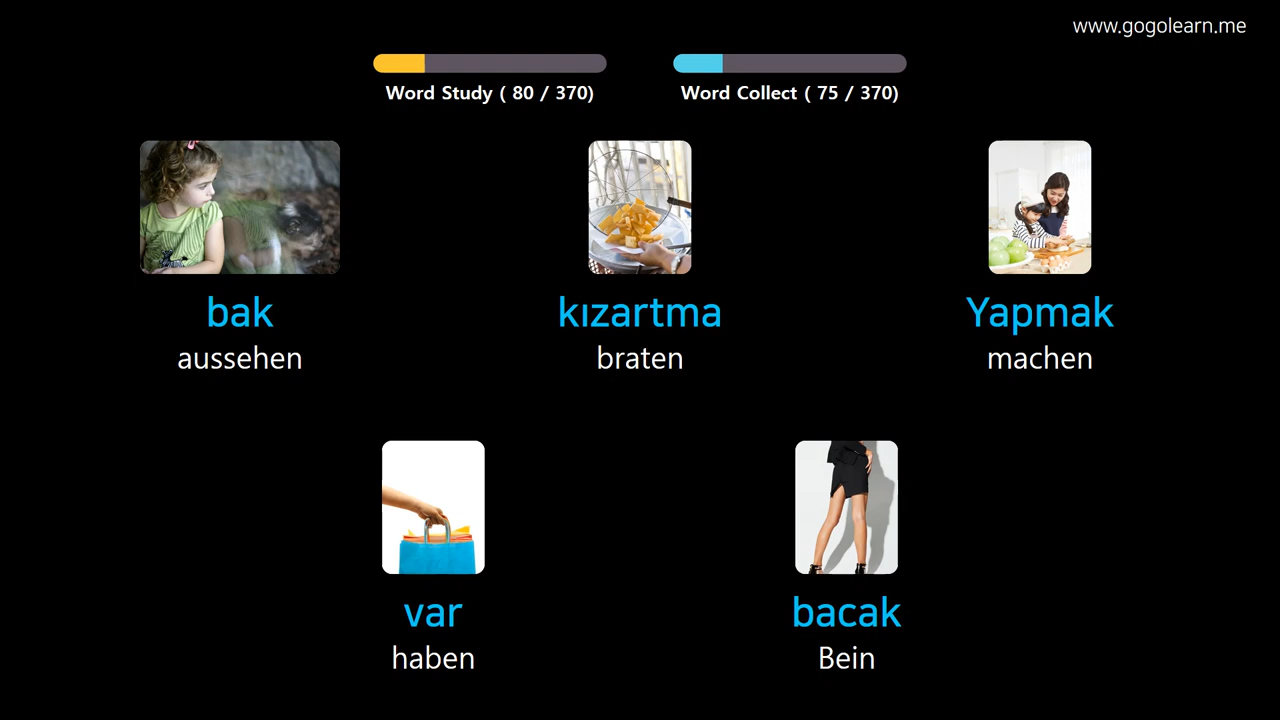 www.gogolearn.me
Word Study ( 80 / 370)
Word Collect ( 75 / 370)
bak
aussehen
kızartma
braten
Yapmak
machen
var
haben
bacak
Bein